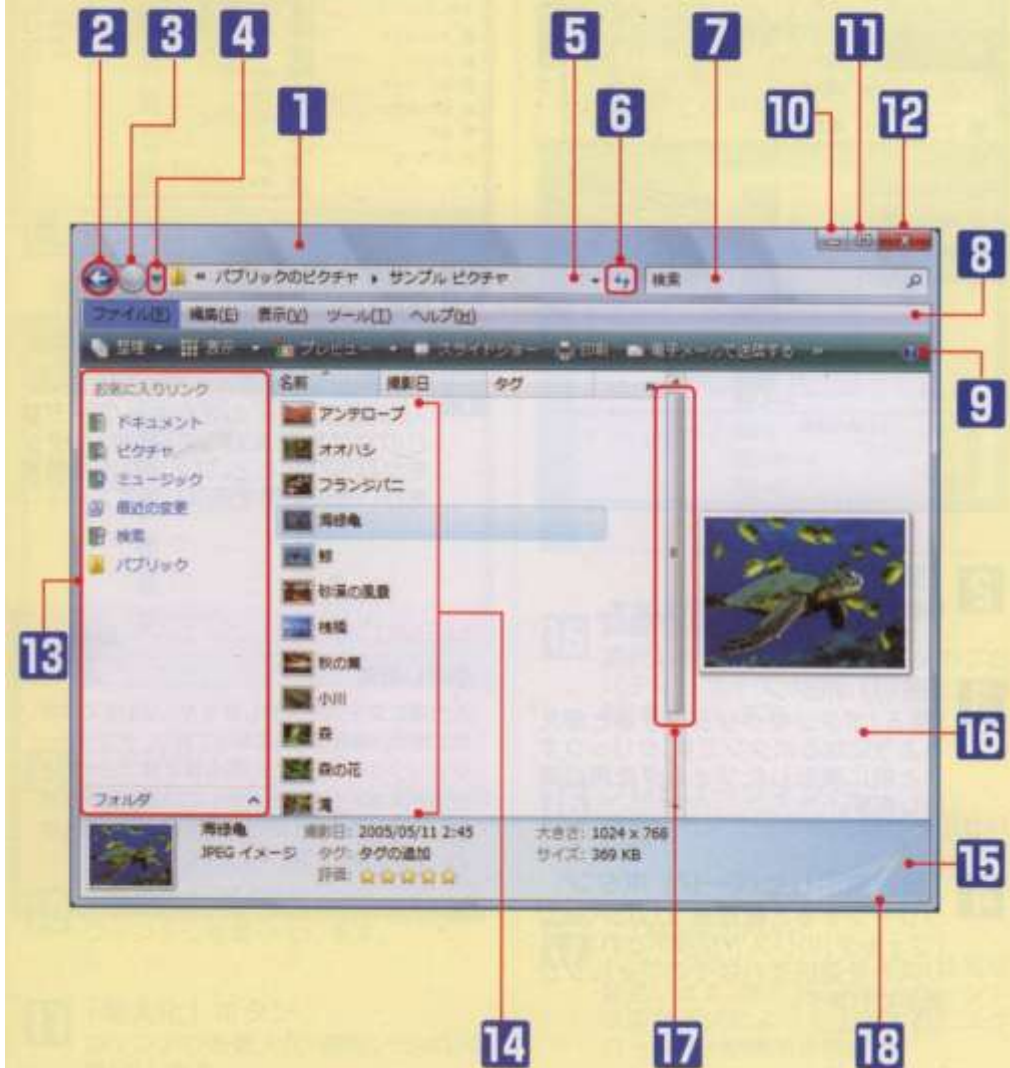 2
3
4
5
7
11
1
6
10
12
« パブリックのピクチャ ▸ サンプル ピクチャ
検索
8
ファイル(F) 編集(E) 表示(V) ツール(T) ヘルプ(H)
整理 表示 プレビュー スライドショー 印刷 電子メールで送信する »
9
お気に入りリンク
ドキュメント
ピクチャ
ミュージック
最近の変更
検索
パブリック
フォルダ
13
名前 撮影日 タグ »
アンテロープ
オオハシ
フランジパニ
海緑亀
鯨
砂漠の風景
桟橋
秋の葉
小川
森
森の花
滝
16
海緑亀 撮影日: 2005/05/11 2:45 大きさ: 1024 x 768
JPEG イメージ タグ: タグの追加 サイズ: 369 KB
評価:
15
14
17
18